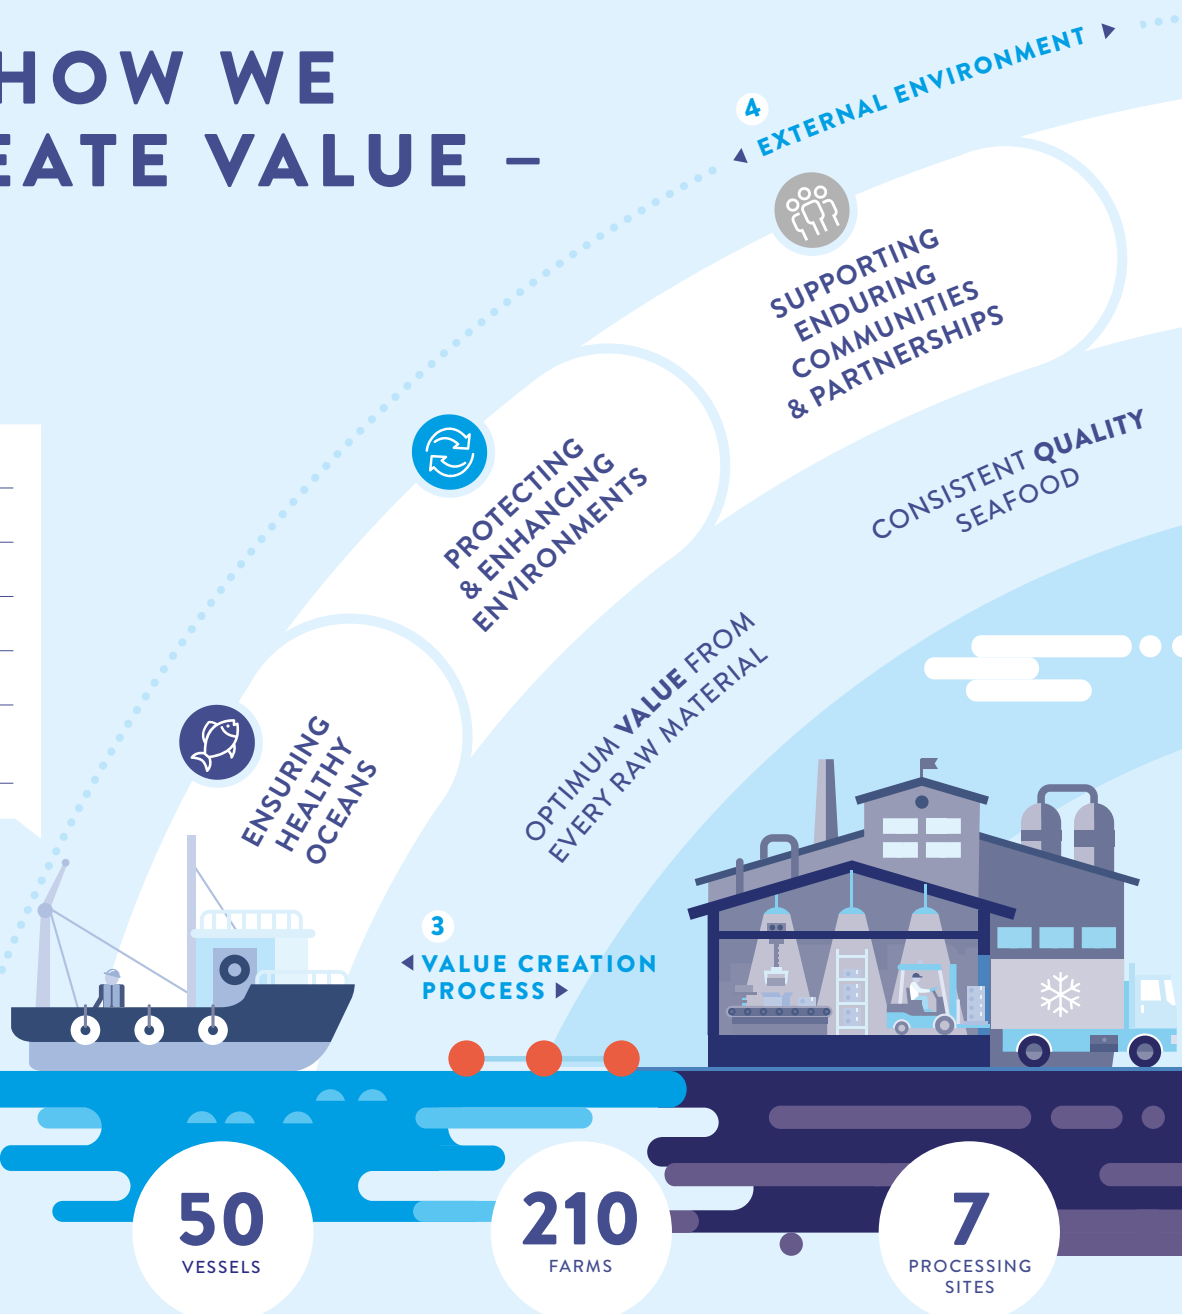 HOW WE
EATE VALUE –
4
EXTERNAL ENVIRONMENT
SUPPORTING
ENDURING
COMMUNITIES
& PARTNERSHIPS
PROTECTING
& ENHANCING
ENVIRONMENTS
CONSISTENT QUALITY
SEAFOOD
OPTIMUM VALUE FROM
EVERY RAW MATERIAL
ENSURING
HEALTHY
OCEANS
3
VALUE CREATION
PROCESS
50
VESSELS
210
FARMS
7
PROCESSING
SITES